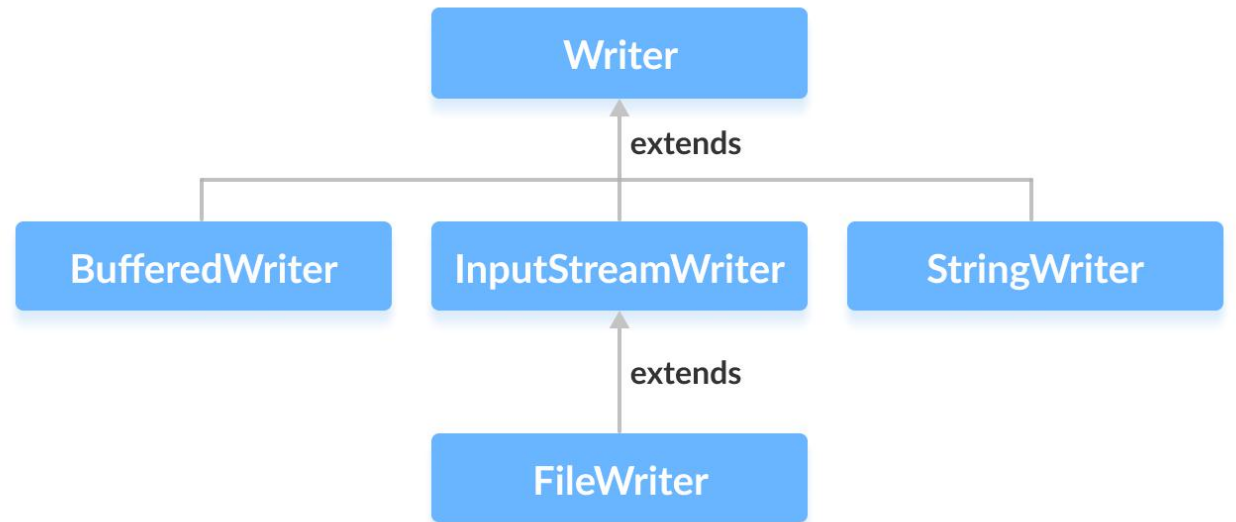 Writer
extends
BufferedWriter
InputStreamWriter
StringWriter
extends
FileWriter